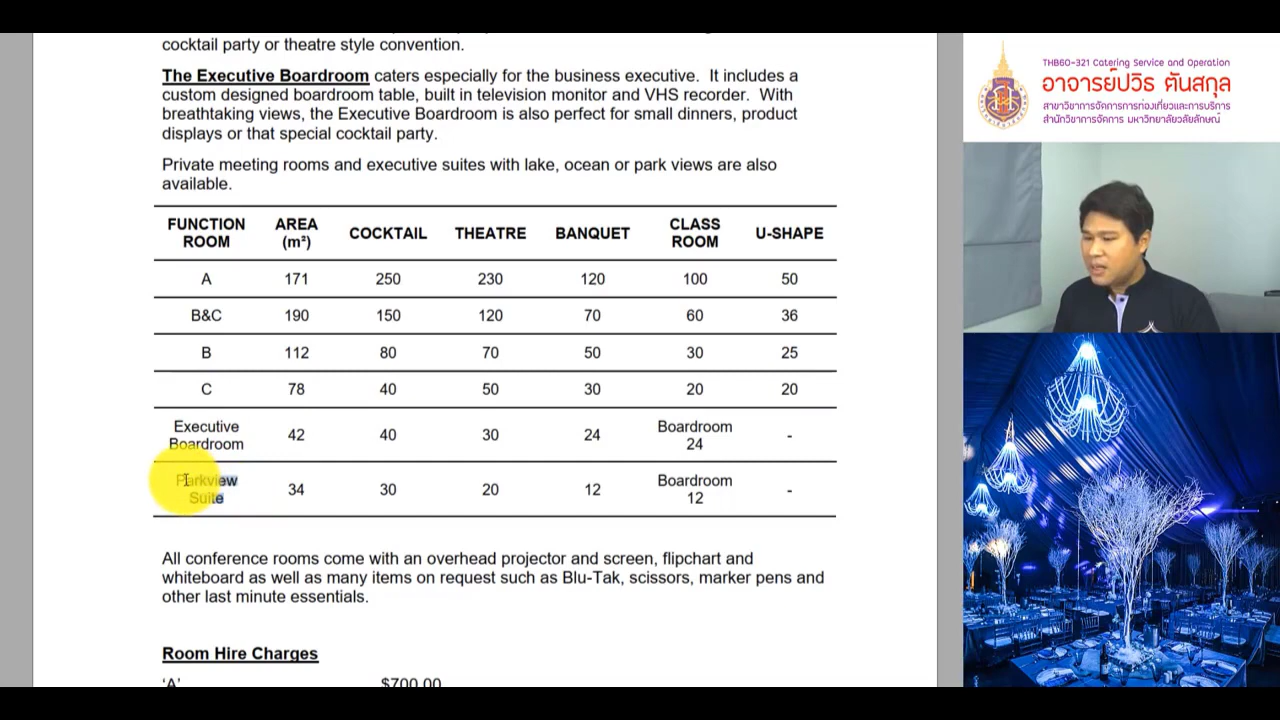 cocktail party or theatre style convention.
The Executive Boardroom caters especially for the business executive. It includes a
custom designed boardroom table, built in television monitor and VHS recorder. With
breathtaking views, the Executive Boardroom is also perfect for small dinners, product
displays or that special cocktail party.
Private meeting rooms and executive suites with lake, ocean or park views are also
available.
FUNCTION ROOM AREA (m²) COCKTAIL THEATRE BANQUET CLASS ROOM U-SHAPE
A 171 250 230 120 100 50
B&C 190 150 120 70 60 36
B 112 80 70 50 30 25
C 78 40 50 30 20 20
Executive Boardroom 42 40 30 24 Boardroom 24 -
Parkview Suite 34 30 20 12 Boardroom 12 -
All conference rooms come with an overhead projector and screen, flipchart and
whiteboard as well as many items on request such as Blu-Tak, scissors, marker pens and
other last minute essentials.
Room Hire Charges
'A' $700.00
THB60-321 Catering Service and Operation
อาจารย์ปวิธ ตันสกุล
สาขาวิชาการจัดการการท่องเที่ยวและการบริการ
สำนักวิชาการจัดการ มหาวิทยาลัยวลัยลักษณ์